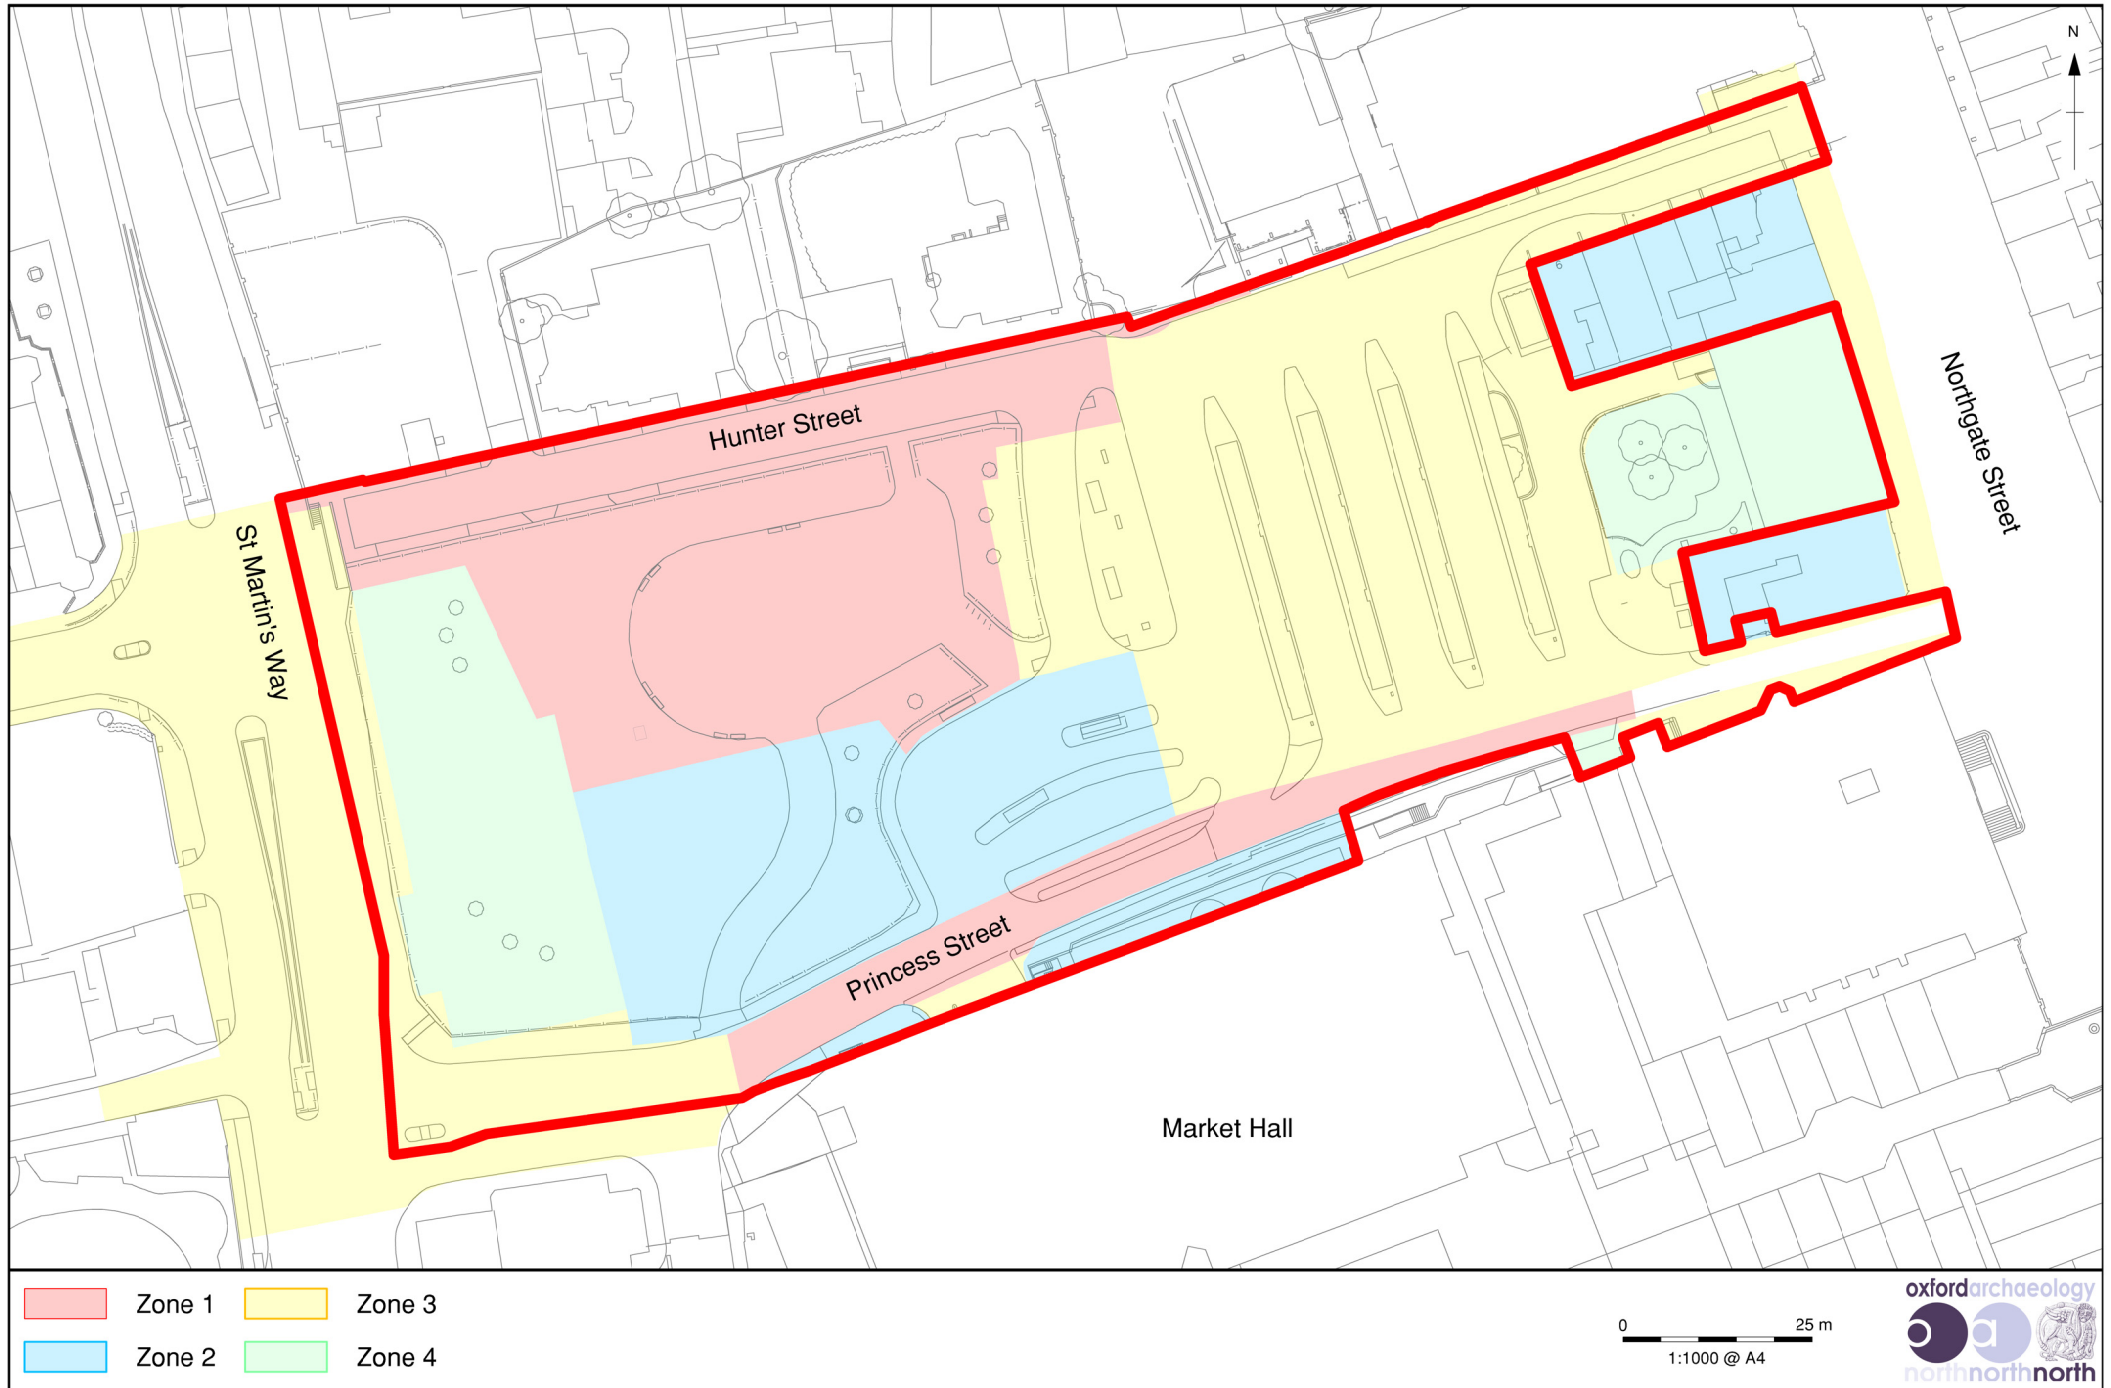 N
Hunter Street
Northgate Street
St Martin's Way
Princess Street
Market Hall
Zone 1
Zone 3
Zone 2
Zone 4
0 25 m
1:1000 @ A4
oxfordarchaeology
o a
northnorthnorth